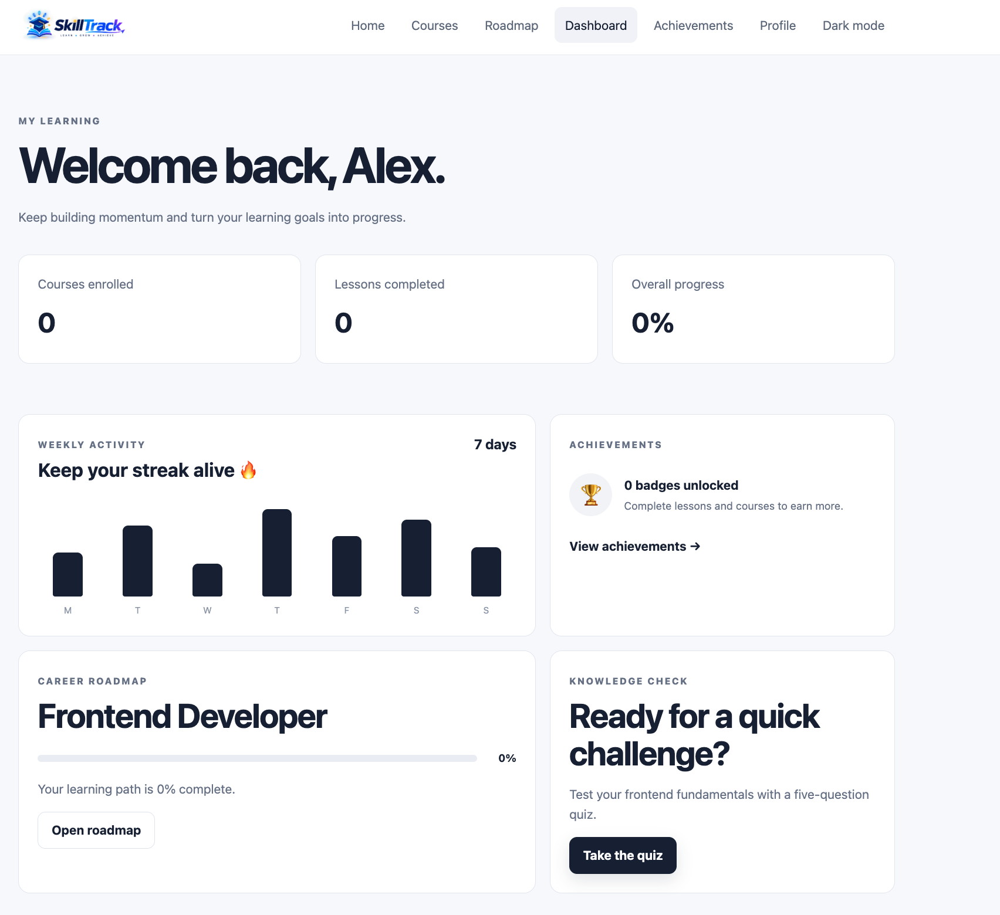 SkillTrack
LEARN • GROW • ACHIEVE
Home
Courses
Roadmap
Dashboard
Achievements
Profile
Dark mode
MY LEARNING
Welcome back, Alex.
Keep building momentum and turn your learning goals into progress.
Courses enrolled
0
Lessons completed
0
Overall progress
0%
WEEKLY ACTIVITY
7 days
Keep your streak alive 🔥
M
T
W
T
F
S
S
ACHIEVEMENTS
0 badges unlocked
Complete lessons and courses to earn more.
View achievements →
CAREER ROADMAP
Frontend Developer
0%
Your learning path is 0% complete.
Open roadmap
KNOWLEDGE CHECK
Ready for a quick
challenge?
Test your frontend fundamentals with a five-question
quiz.
Take the quiz